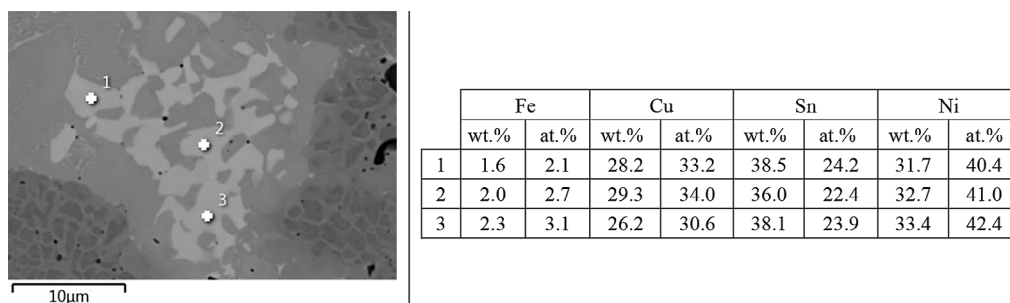 1
2
3
10μm
Fe Cu Sn Ni
wt.% at.% wt.% at.% wt.% at.% wt.% at.%
1 1.6 2.1 28.2 33.2 38.5 24.2 31.7 40.4
2 2.0 2.7 29.3 34.0 36.0 22.4 32.7 41.0
3 2.3 3.1 26.2 30.6 38.1 23.9 33.4 42.4